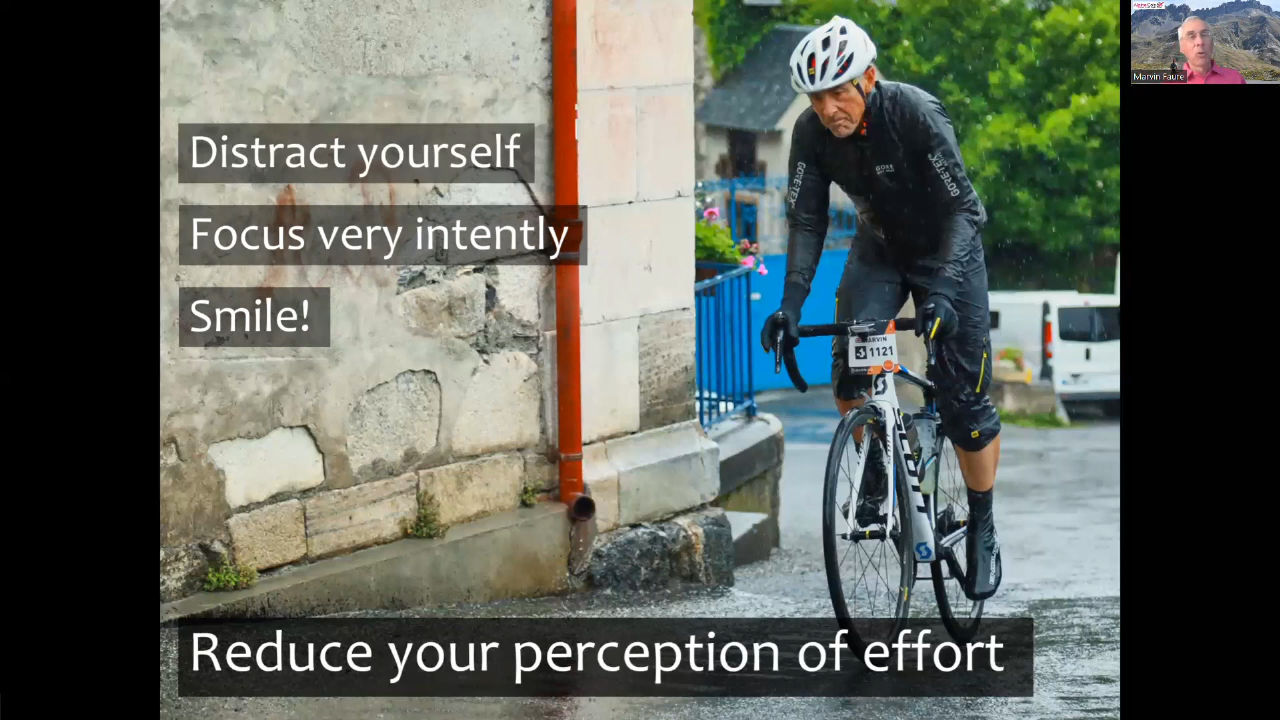 Distract yourself
Focus very intently
Smile!
Reduce your perception of effort
GORE
GORE-TEX
GORE-TEX
MARVIN
1121
Marvin Faure